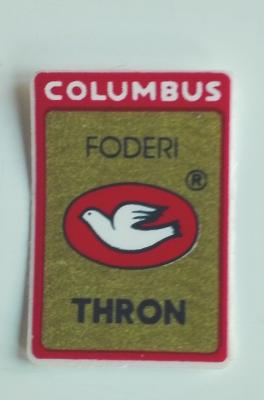 COLUMBUS
FODERI
®
THRON